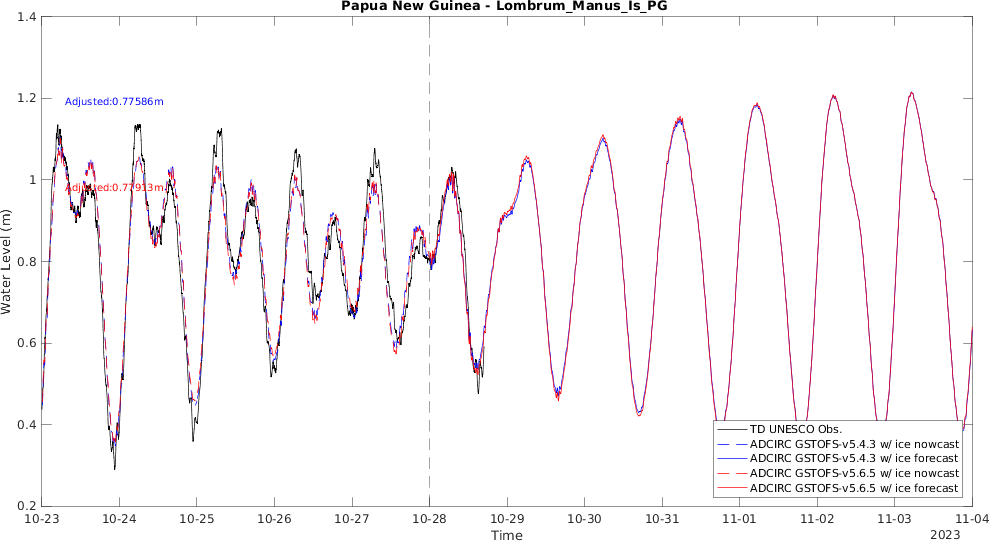 Papua New Guinea - Lombrum_Manus_Is_PG
1.4
1.2
1
0.8
0.6
0.4
0.2
Water Level (m)
Adjusted:0.77586m
Adjusted:0.77913m
TD UNESCO Obs.
ADCIRC GSTOFS-v5.4.3 w/ ice nowcast
ADCIRC GSTOFS-v5.4.3 w/ ice forecast
ADCIRC GSTOFS-v5.6.5 w/ ice nowcast
ADCIRC GSTOFS-v5.6.5 w/ ice forecast
10-23 10-24 10-25 10-26 10-27 10-28 10-29 10-30 10-31 11-01 11-02 11-03 11-04
Time
2023